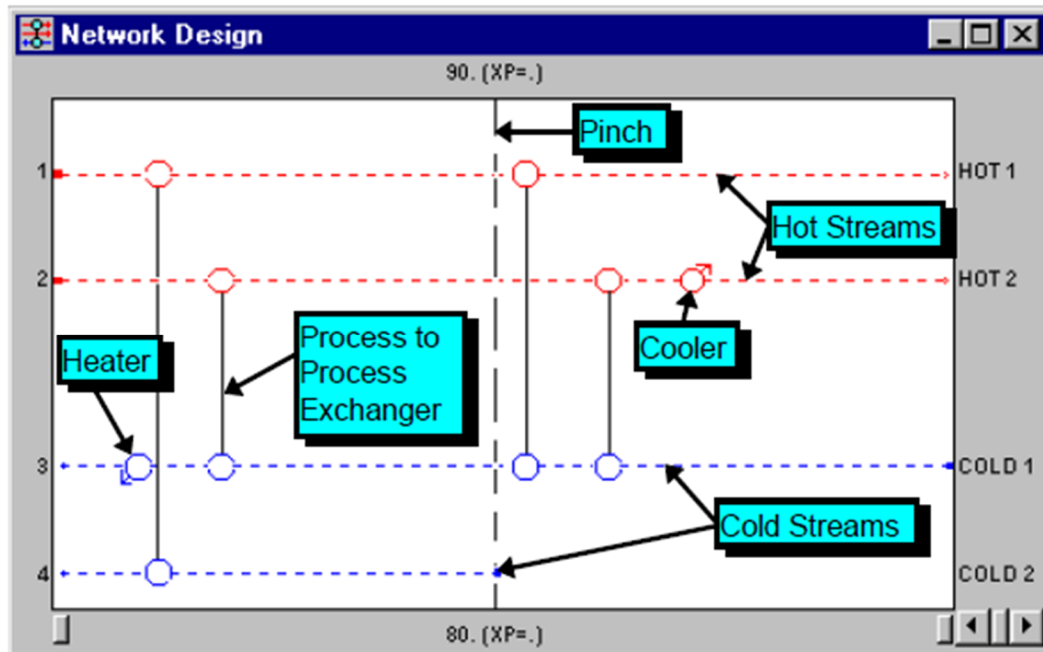 Network Design
90. (XP=.)
Pinch
1
HOT 1
Hot Streams
2
HOT 2
Heater
Process to
Process
Exchanger
Cooler
3
COLD 1
Cold Streams
4
COLD 2
80. (XP=.)